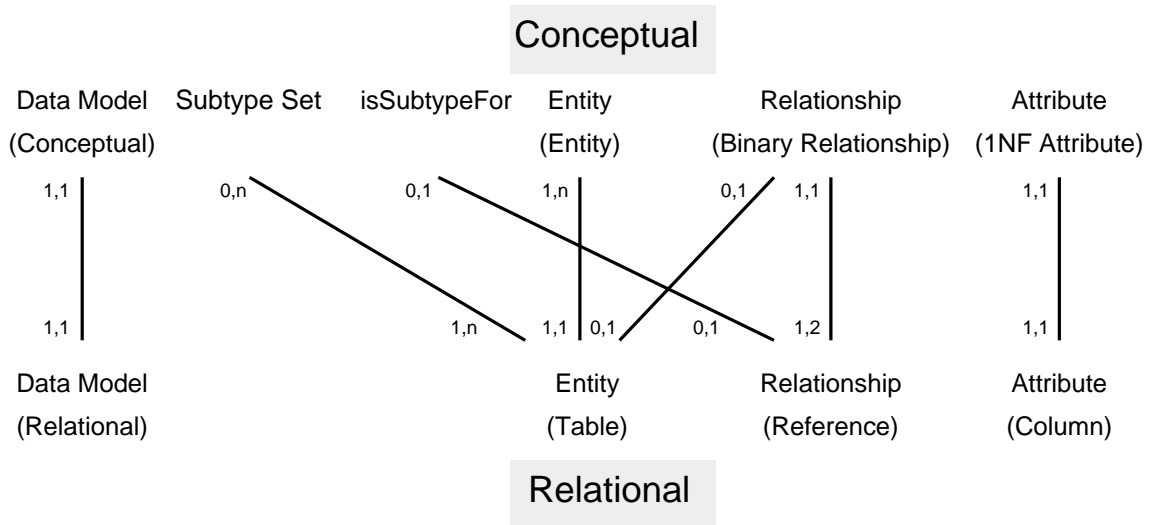 Conceptual
Data Model Subtype Set isSubtypeFor Entity Relationship Attribute
(Conceptual) (Entity) (Binary Relationship) (1NF Attribute)
1,1 0,n 0,1 1,n 0,1 1,1 1,1
1,1 1,n 1,1 0,1 0,1 1,2 1,1
Data Model Entity Relationship Attribute
(Relational) (Table) (Reference) (Column)
Relational